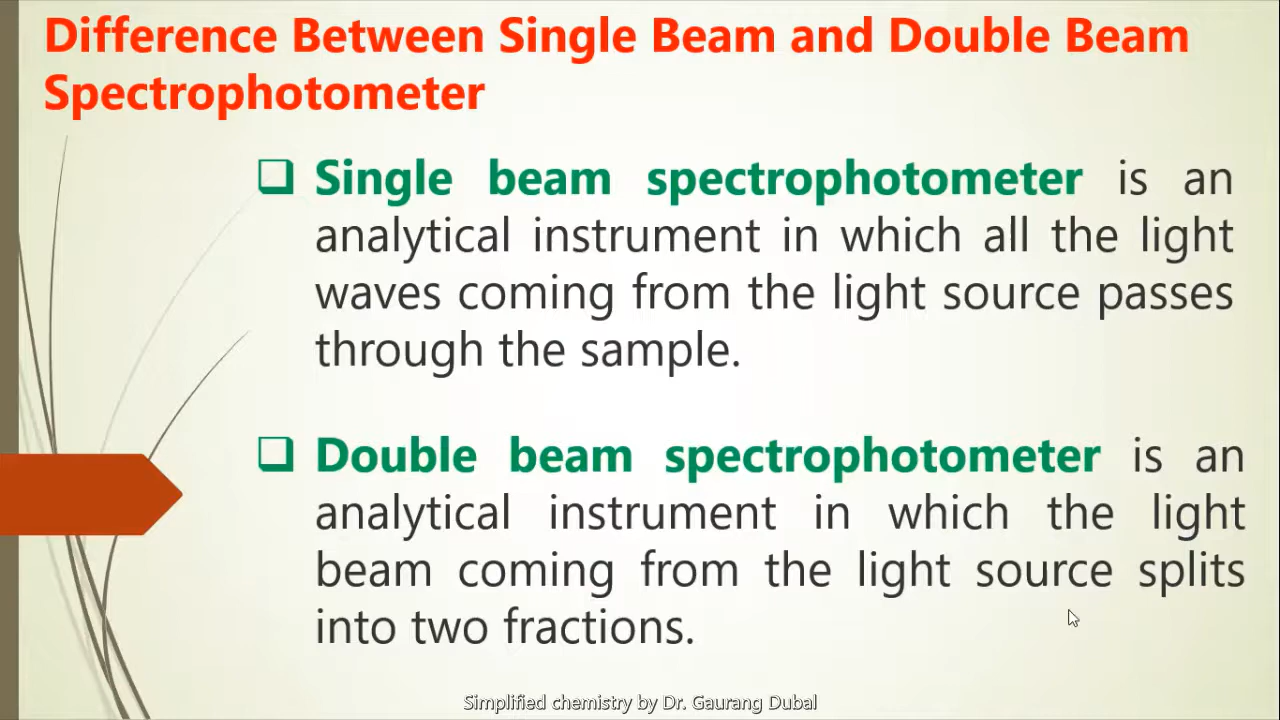 Difference Between Single Beam and Double Beam
Spectrophotometer
Single beam spectrophotometer is an
analytical instrument in which all the light
waves coming from the light source passes
through the sample.
Double beam spectrophotometer is an
analytical instrument in which the light
beam coming from the light source splits
into two fractions.
Simplified chemistry by Dr. Gaurang Dubal